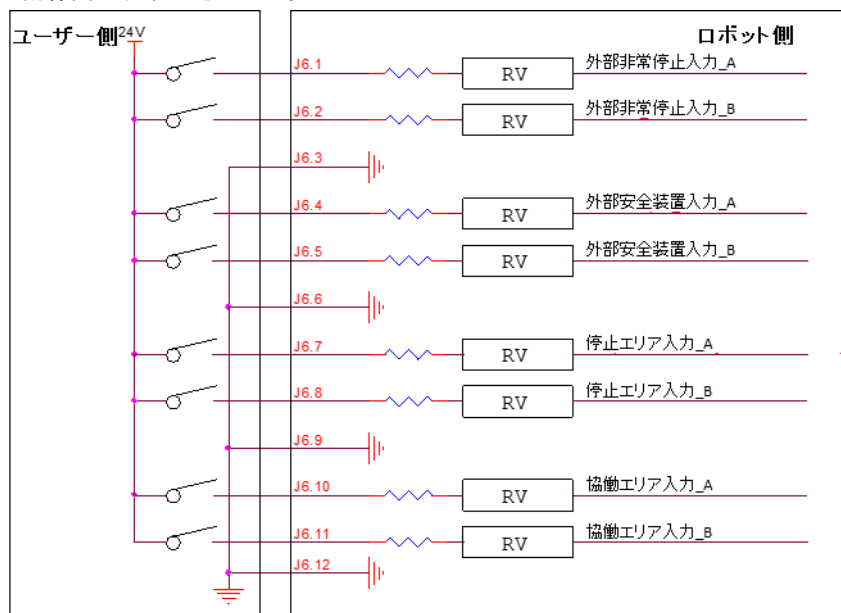 ユーザー側 24V
ロボット側
J6.1 RV 外部非常停止入力_A
J6.2 RV 外部非常停止入力_B
J6.3
J6.4 RV 外部安全装置入力_A
J6.5 RV 外部安全装置入力_B
J6.6
J6.7 RV 停止エリア入力_A
J6.8 RV 停止エリア入力_B
J6.9
J6.10 RV 協働エリア入力_A
J6.11 RV 協働エリア入力_B
J6.12